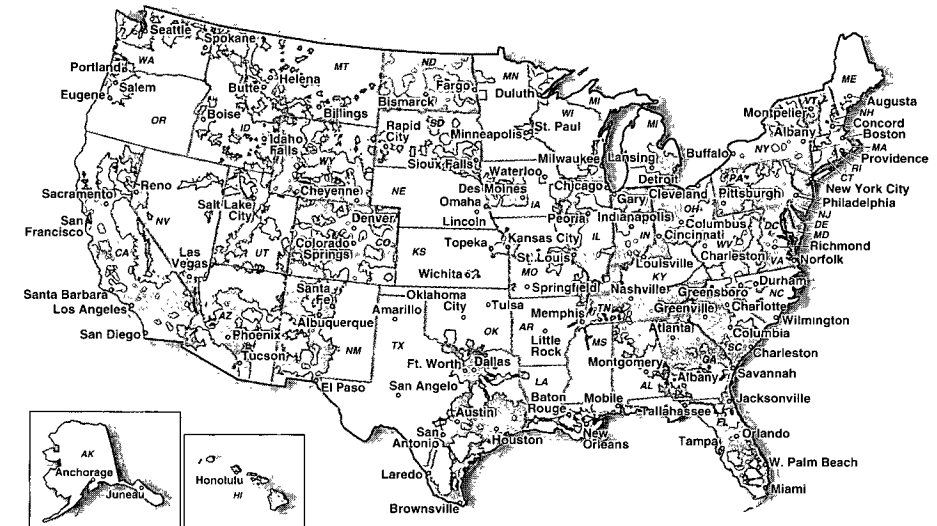 Seattle
Spokane
WA
Portland
Salem
Eugene
OR
Helena
MT
Butte
Billings
Boise
ID
Idaho
Falls
WY
ND
Fargo
Bismarck
SD
Rapid
City
Sioux Falls
MN
Duluth
WI
MI
Minneapolis
St. Paul
MI
Milwaukee
Lansing
Detroit
Buffalo
ME
Montpelier
VT
Augusta
NH
Concord
Boston
Albany
NY
MA
Providence
RI
CT
New York City
Philadelphia
NJ
DE
MD
DC
Richmond
VA
Norfolk
Sacramento
Reno
San
Francisco
NV
CA
Las
Vegas
Salt Lake
City
UT
Cheyenne
Denver
CO
Colorado
Springs
NE
Omaha
Lincoln
Waterloo
Des Moines
IA
Chicago
Gary
Cleveland
Pittsburgh
PA
OH
Peoria
Indianapolis
Columbus
Cincinnati
WV
Charleston
IL
IN
Louisville
KY
Topeka
KS
Wichita
Kansas City
St. Louis
MO
Springfield
Santa Barbara
Los Angeles
San Diego
AZ
Phoenix
Tucson
Santa
Fe
Albuquerque
NM
Amarillo
Oklahoma
City
Tulsa
OK
TX
El Paso
Ft. Worth
Dallas
San Angelo
Austin
San
Antonio
Houston
Laredo
Brownsville
AR
Little
Rock
Memphis
Nashville
TN
MS
LA
Baton
Rouge
New
Orleans
Mobile
Montgomery
AL
Greensboro
Durham
NC
Greenville
Charlotte
Wilmington
Atlanta
Columbia
SC
Charleston
GA
Savannah
Albany
Jacksonville
Tallahassee
FL
Orlando
Tampa
W. Palm Beach
Miami
AK
Anchorage
Juneau
Honolulu
HI